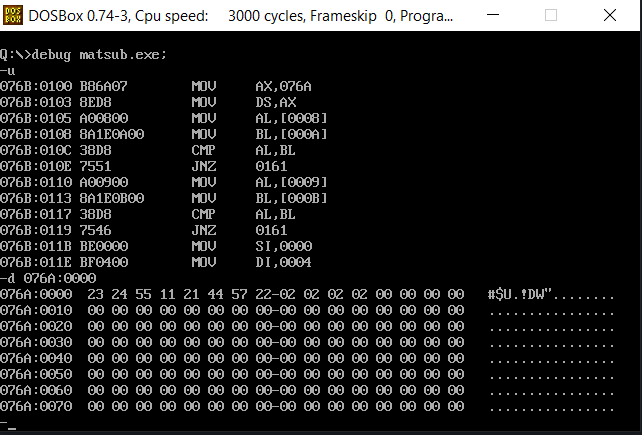 DOSBox 0.74-3, Cpu speed:    3000 cycles, Frameskip  0, Progra...
Q:\>debug matsub.exe;
-u
076B:0100 B86A07        MOV     AX,076A
076B:0103 8ED8          MOV     DS,AX
076B:0105 A00800        MOV     AL,[0008]
076B:0108 8A1E0A00      MOV     BL,[000A]
076B:010C 38D8          CMP     AL,BL
076B:010E 7551          JNZ     0161
076B:0110 A00900        MOV     AL,[0009]
076B:0113 8A1E0B00      MOV     BL,[000B]
076B:0117 38D8          CMP     AL,BL
076B:0119 7546          JNZ     0161
076B:011B BE0000        MOV     SI,0000
076B:011E BF0400        MOV     DI,0004
-d 076A:0000
076A:0000  23 24 55 11 21 44 57 22-02 02 02 02 00 00 00 00   #$U.!DW"........
076A:0010  00 00 00 00 00 00 00 00-00 00 00 00 00 00 00 00   ................
076A:0020  00 00 00 00 00 00 00 00-00 00 00 00 00 00 00 00   ................
076A:0030  00 00 00 00 00 00 00 00-00 00 00 00 00 00 00 00   ................
076A:0040  00 00 00 00 00 00 00 00-00 00 00 00 00 00 00 00   ................
076A:0050  00 00 00 00 00 00 00 00-00 00 00 00 00 00 00 00   ................
076A:0060  00 00 00 00 00 00 00 00-00 00 00 00 00 00 00 00   ................
076A:0070  00 00 00 00 00 00 00 00-00 00 00 00 00 00 00 00   ................
-_